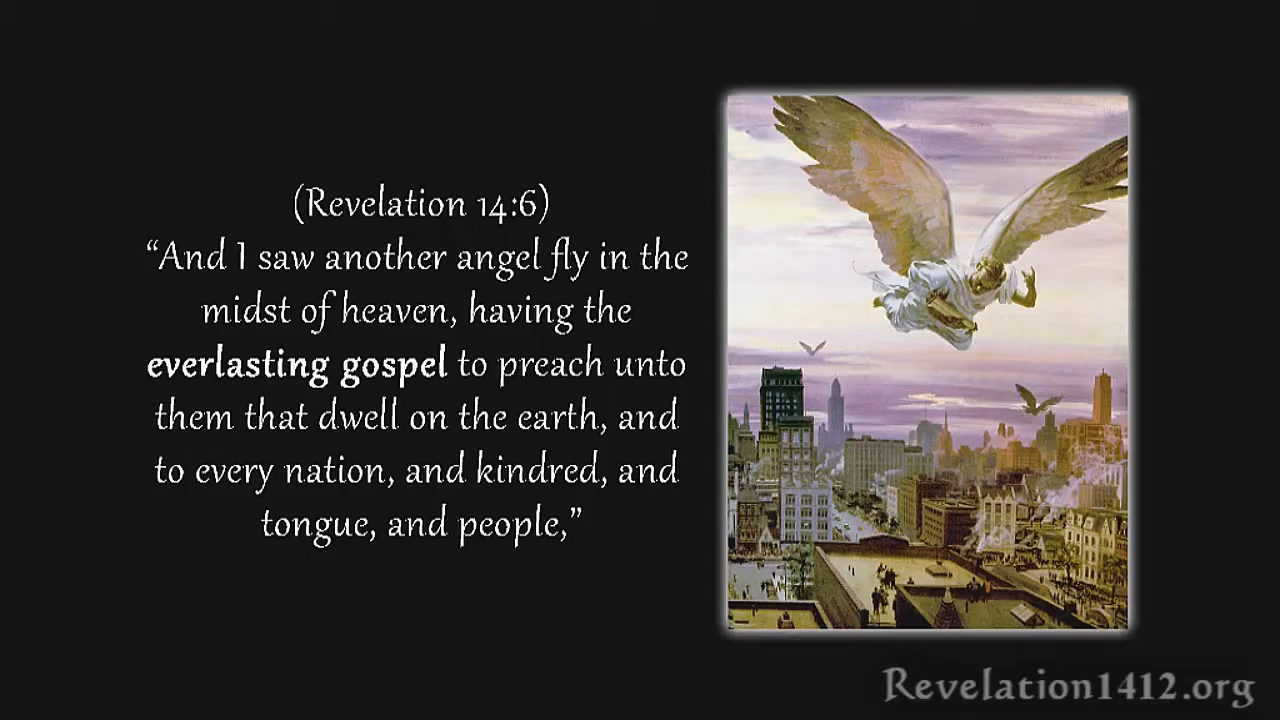 (Revelation 14:6)
“And I saw another angel fly in the
midst of heaven, having the
everlasting gospel to preach unto
them that dwell on the earth, and
to every nation, and kindred, and
tongue, and people,”
Revelation1412.org